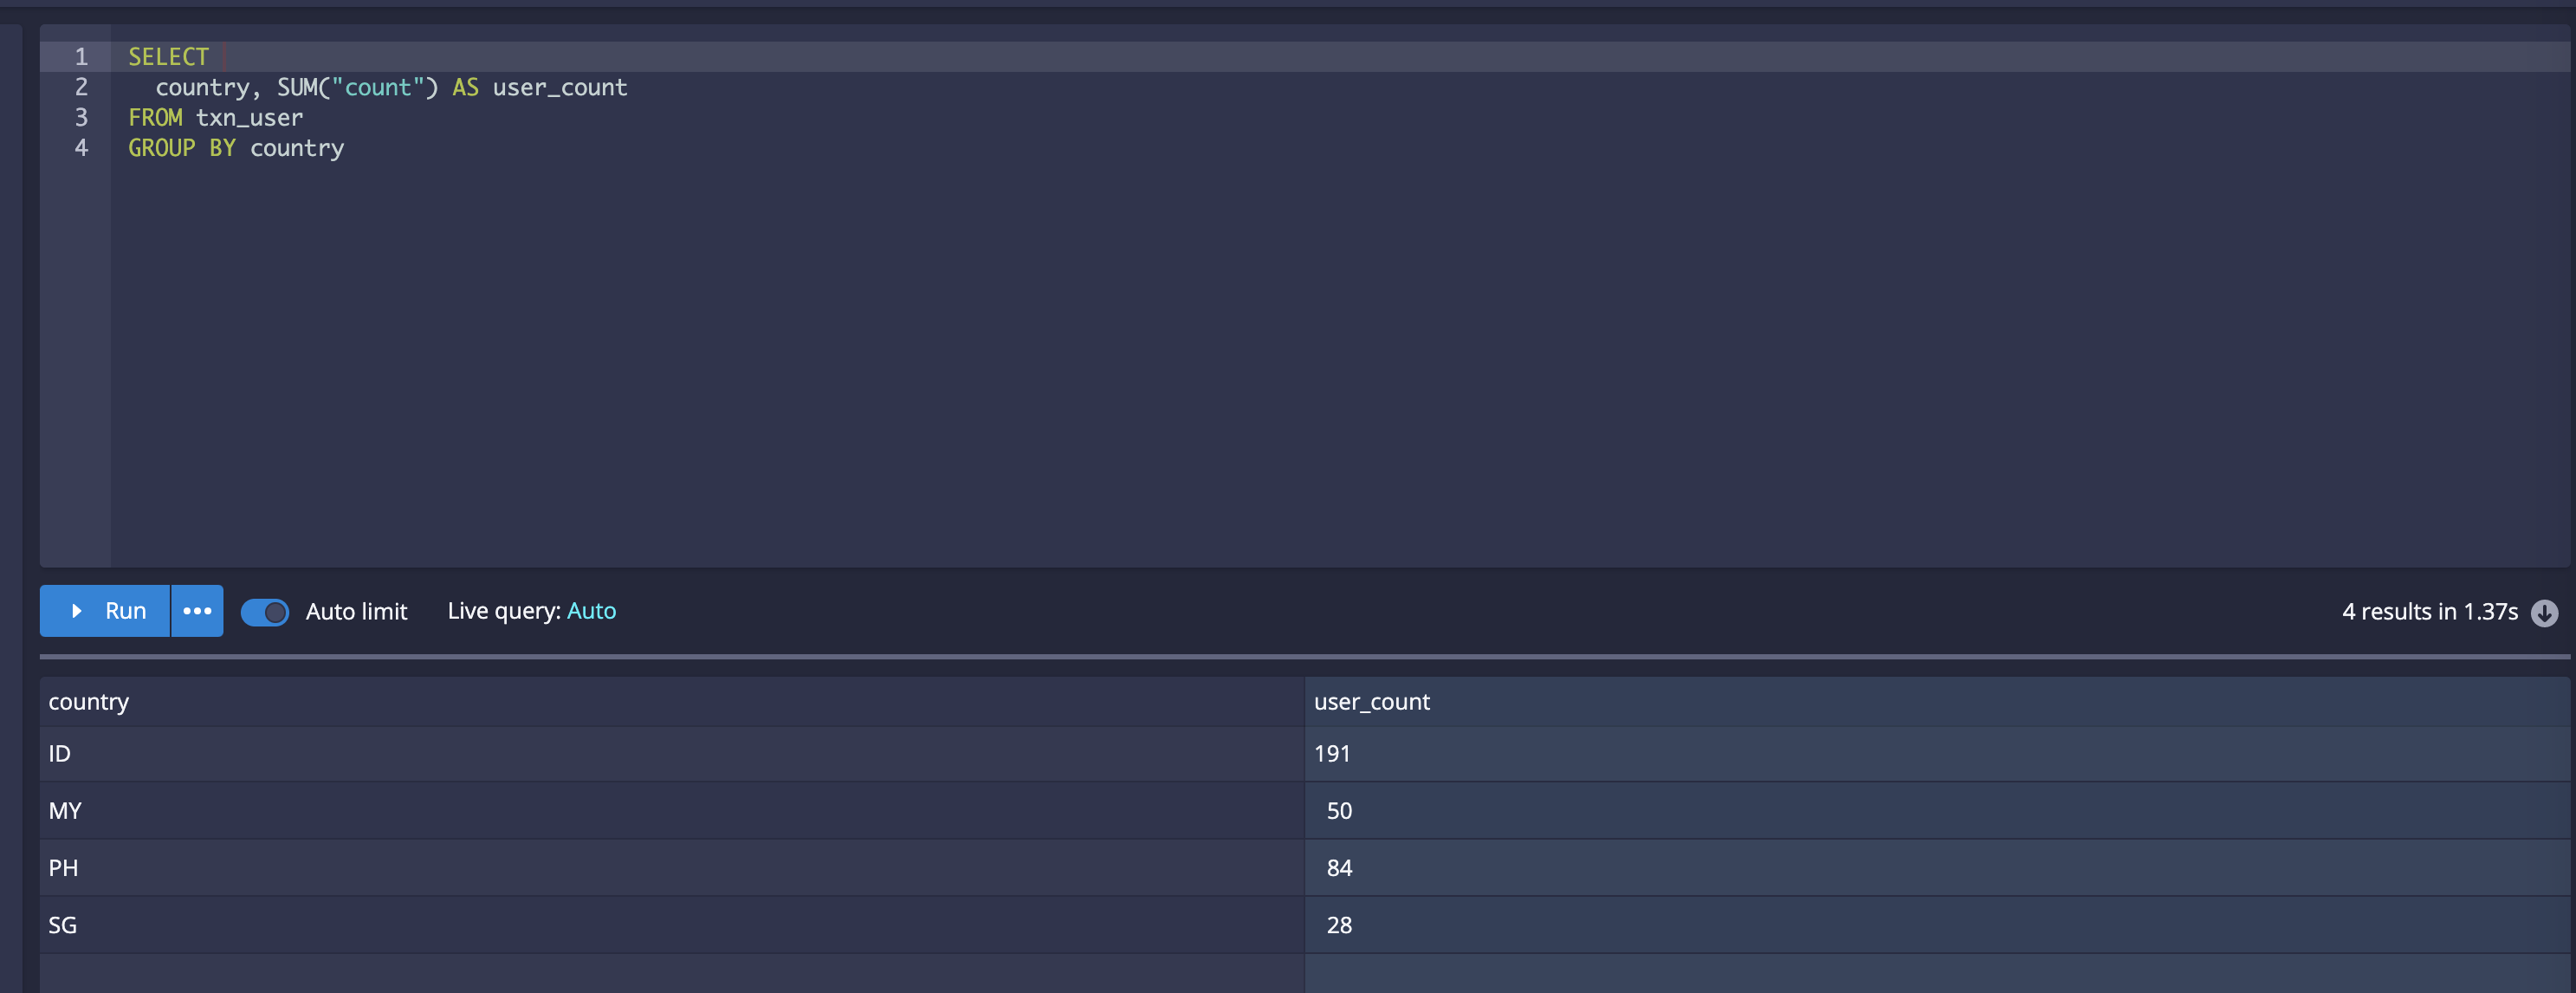 1 SELECT
2 country, SUM("count") AS user_count
3 FROM txn_user
4 GROUP BY country
Run ••• Auto limit Live query: Auto 4 results in 1.37s
country user_count
ID 191
MY 50
PH 84
SG 28